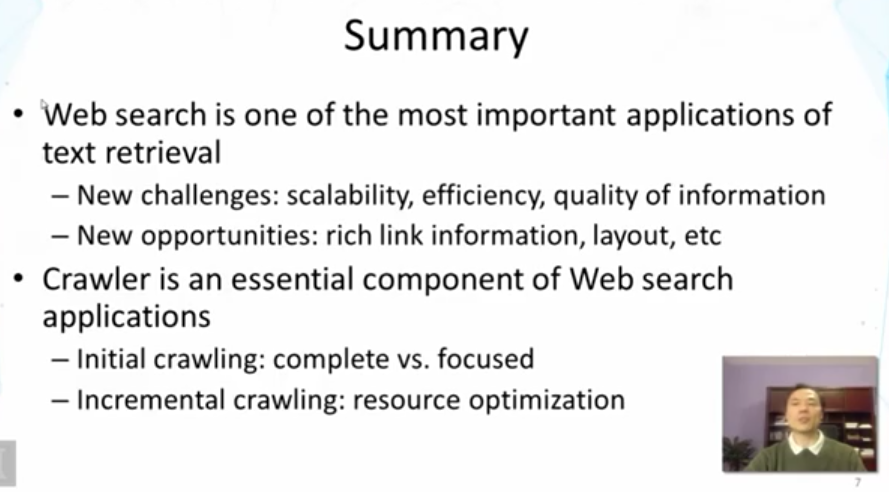 Summary
• Web search is one of the most important applications of
text retrieval
– New challenges: scalability, efficiency, quality of information
– New opportunities: rich link information, layout, etc
• Crawler is an essential component of Web search
applications
– Initial crawling: complete vs. focused
– Incremental crawling: resource optimization
7